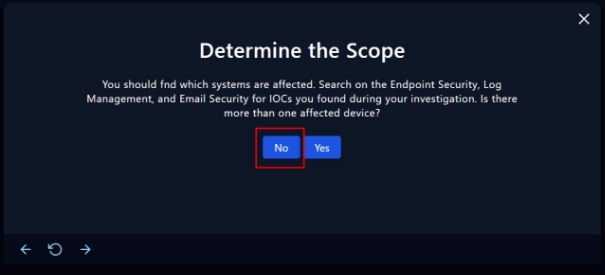 Determine the Scope
You should fnd which systems are affected. Search on the Endpoint Security, Log
Management, and Email Security for IOCs you found during your investigation. Is there
more than one affected device?
No Yes